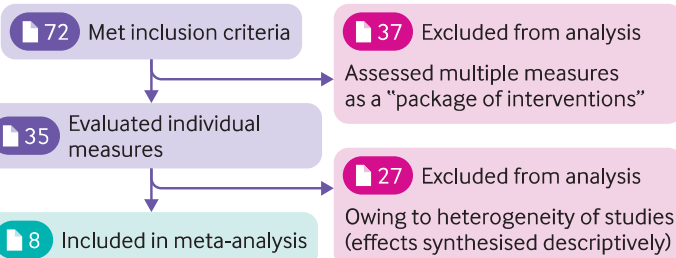 72 Met inclusion criteria
37 Excluded from analysis
Assessed multiple measures
as a “package of interventions”
35 Evaluated individual
measures
27 Excluded from analysis
Owing to heterogeneity of studies
(effects synthesised descriptively)
8 Included in meta-analysis